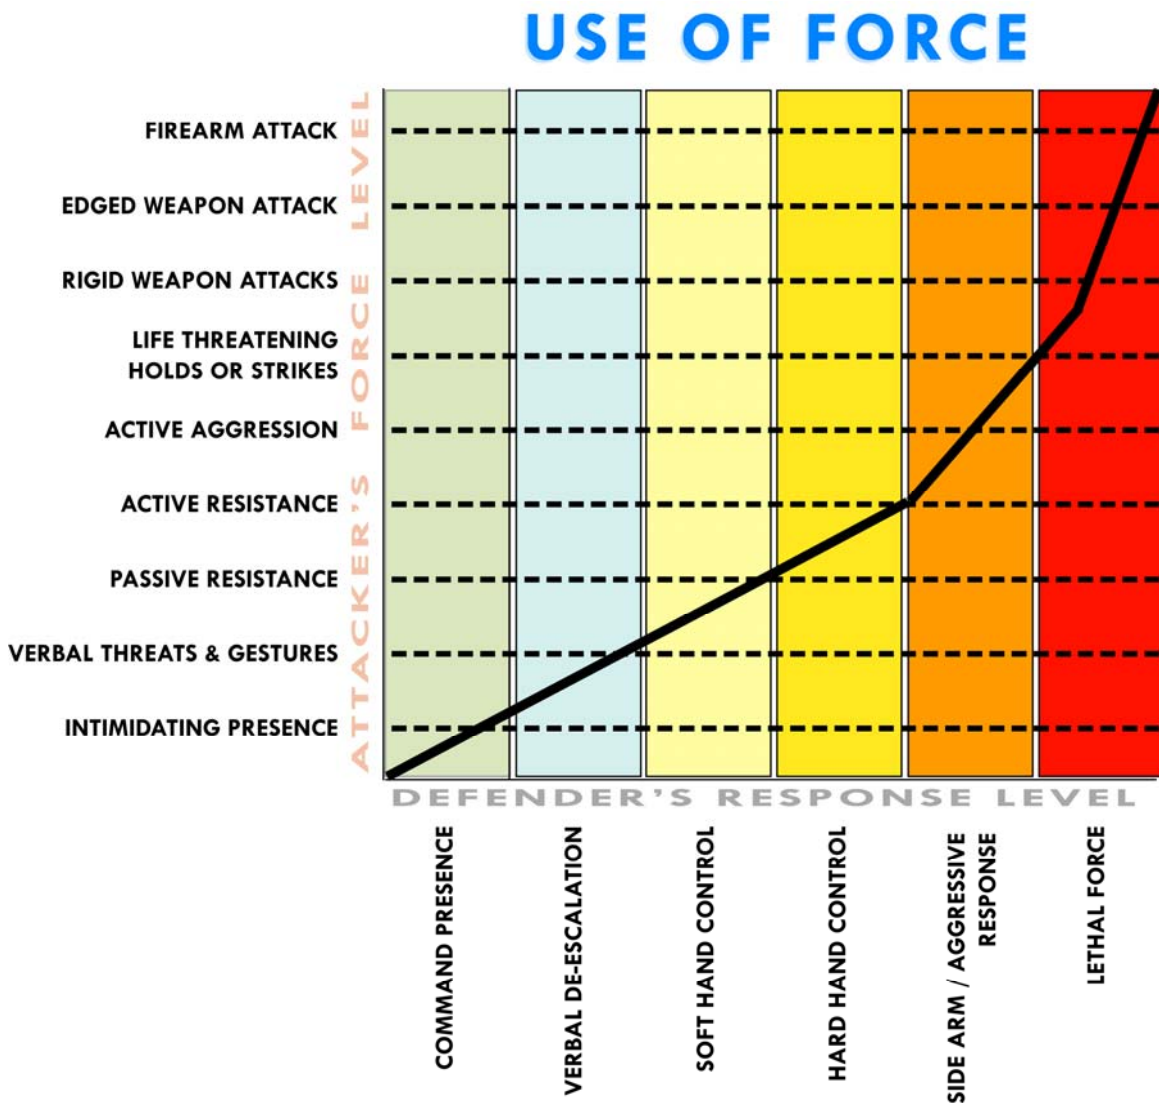 USE OF FORCE
ATTACKER'S FORCE LEVEL
FIREARM ATTACK
EDGED WEAPON ATTACK
RIGID WEAPON ATTACKS
LIFE THREATENING
HOLDS OR STRIKES
ACTIVE AGGRESSION
ACTIVE RESISTANCE
PASSIVE RESISTANCE
VERBAL THREATS & GESTURES
INTIMIDATING PRESENCE
DEFENDER'S RESPONSE LEVEL
COMMAND PRESENCE
VERBAL DE-ESCALATION
SOFT HAND CONTROL
HARD HAND CONTROL
SIDE ARM / AGGRESSIVE
RESPONSE
LETHAL FORCE